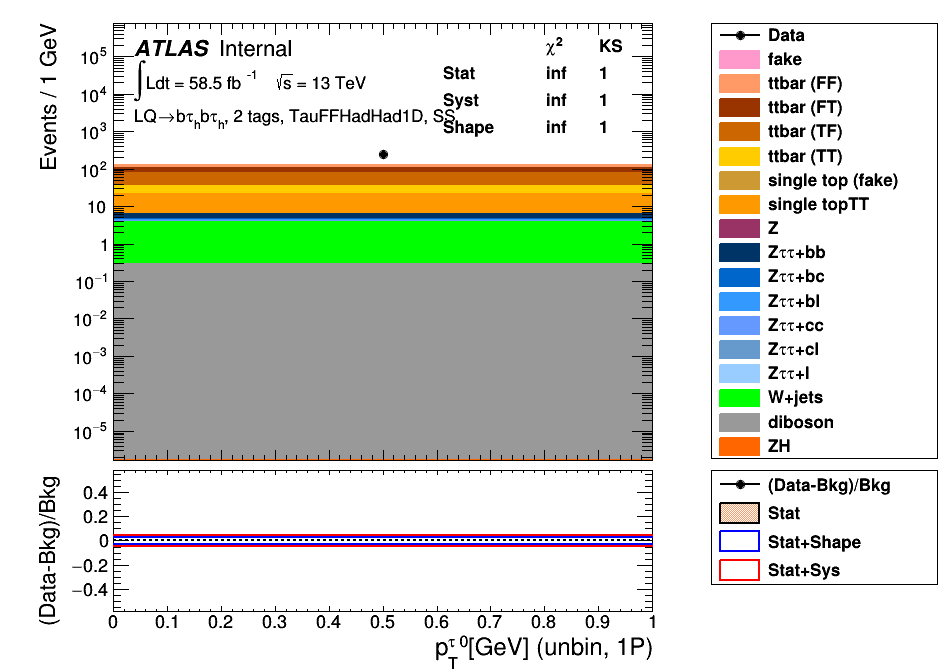 ATLAS Internal
∫Ldt = 58.5 fb⁻¹ √s = 13 TeV
LQ→bτₕbτₕ, 2 tags, TauFFHadHad1D, SS,
χ² KS
Stat inf 1
Syst inf 1
Shape inf 1
Events / 1 GeV
10⁵
10⁴
10³
10²
10
1
10⁻¹
10⁻²
10⁻³
10⁻⁴
10⁻⁵
Data
fake
ttbar (FF)
ttbar (FT)
ttbar (TF)
ttbar (TT)
single top (fake)
single topTT
Z
Zττ+bb
Zττ+bc
Zττ+bl
Zττ+cc
Zττ+cl
Zττ+l
W+jets
diboson
ZH
(Data-Bkg)/Bkg
0.4
0.2
0
−0.2
−0.4
0 0.1 0.2 0.3 0.4 0.5 0.6 0.7 0.8 0.9 1
p_T^{τ 0}[GeV] (unbin, 1P)
(Data-Bkg)/Bkg
Stat
Stat+Shape
Stat+Sys